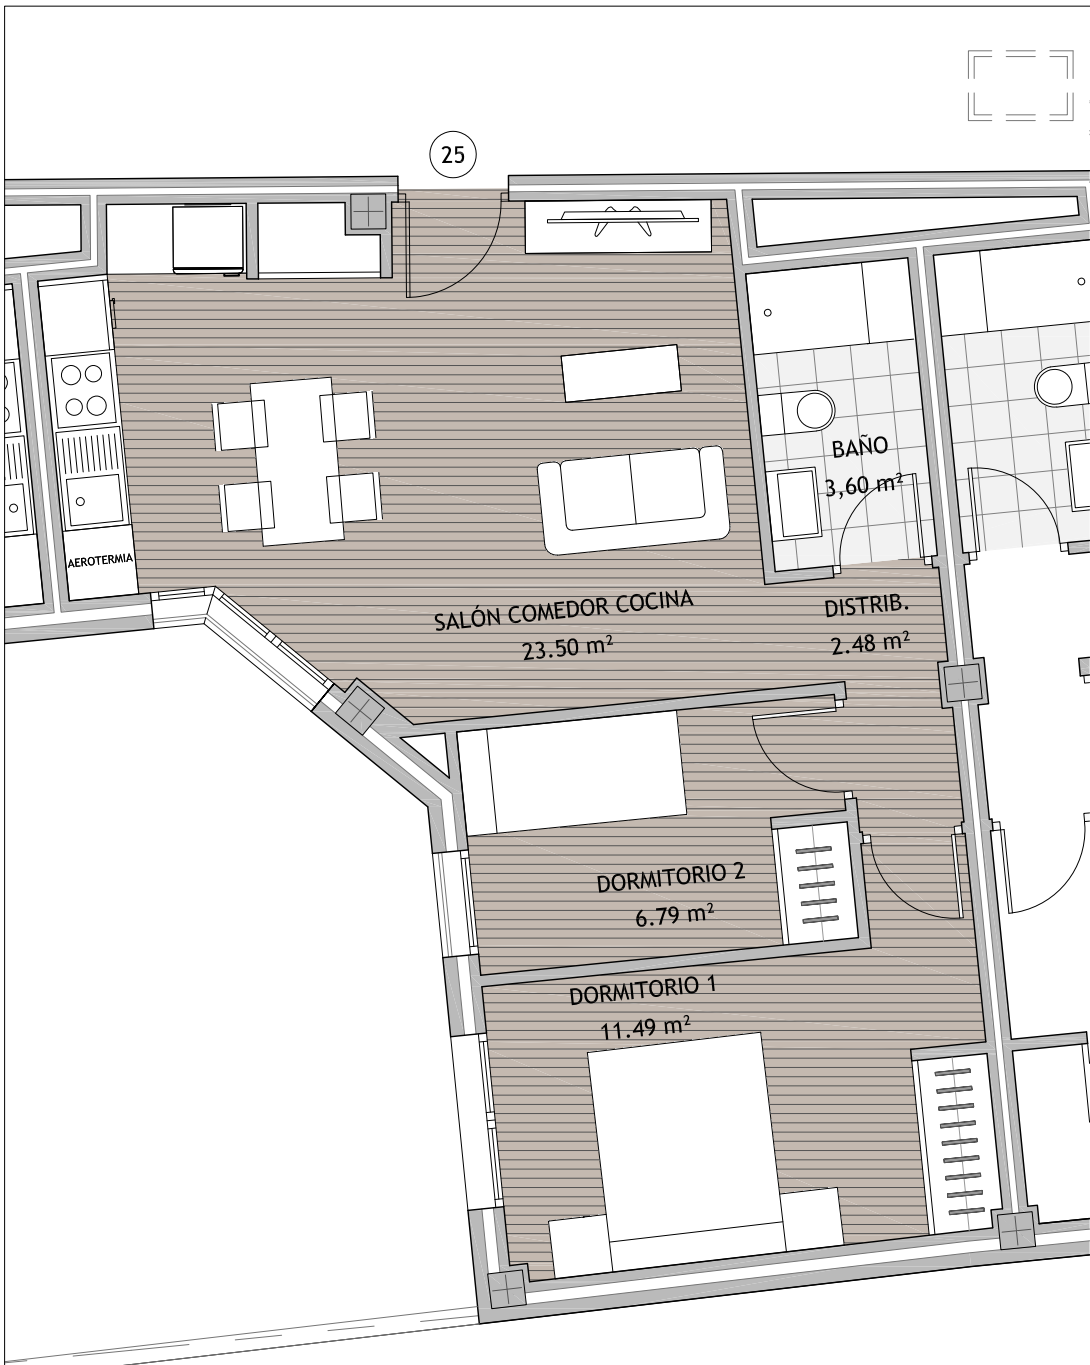 25
BAÑO
3,60 m²
AEROTERMIA
SALÓN COMEDOR COCINA
23.50 m²
DISTRIB.
2.48 m²
DORMITORIO 2
6.79 m²
DORMITORIO 1
11.49 m²